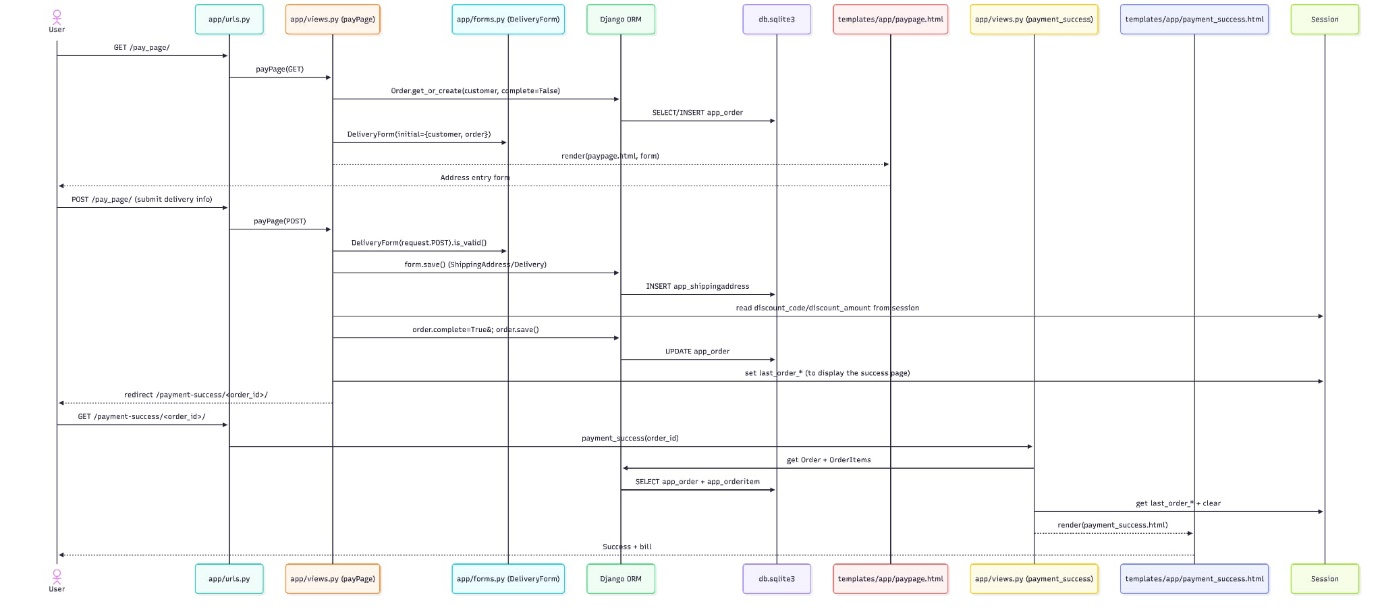 User
app/urls.py
app/views.py (payPage)
app/forms.py (DeliveryForm)
Django ORM
db.sqlite3
templates/app/paypage.html
app/views.py (payment_success)
templates/app/payment_success.html
Session
GET /pay_page/
payPage(GET)
Order.get_or_create(customer, complete=False)
SELECT/INSERT app_order
DeliveryForm(initial={customer, order})
render(paypage.html, form)
Address entry form
POST /pay_page/ (submit delivery info)
payPage(POST)
DeliveryForm(request.POST).is_valid()
form.save() (ShippingAddress/Delivery)
INSERT app_shippingaddress
read discount_code/discount_amount from session
order.complete=True&; order.save()
UPDATE app_order
set last_order_* (to display the success page)
redirect /payment-success/<order_id>/
GET /payment-success/<order_id>/
payment_success(order_id)
get Order + OrderItems
SELECT app_order + app_orderitem
get last_order_* + clear
render(payment_success.html)
Success + bill
User
app/urls.py
app/views.py (payPage)
app/forms.py (DeliveryForm)
Django ORM
db.sqlite3
templates/app/paypage.html
app/views.py (payment_success)
templates/app/payment_success.html
Session